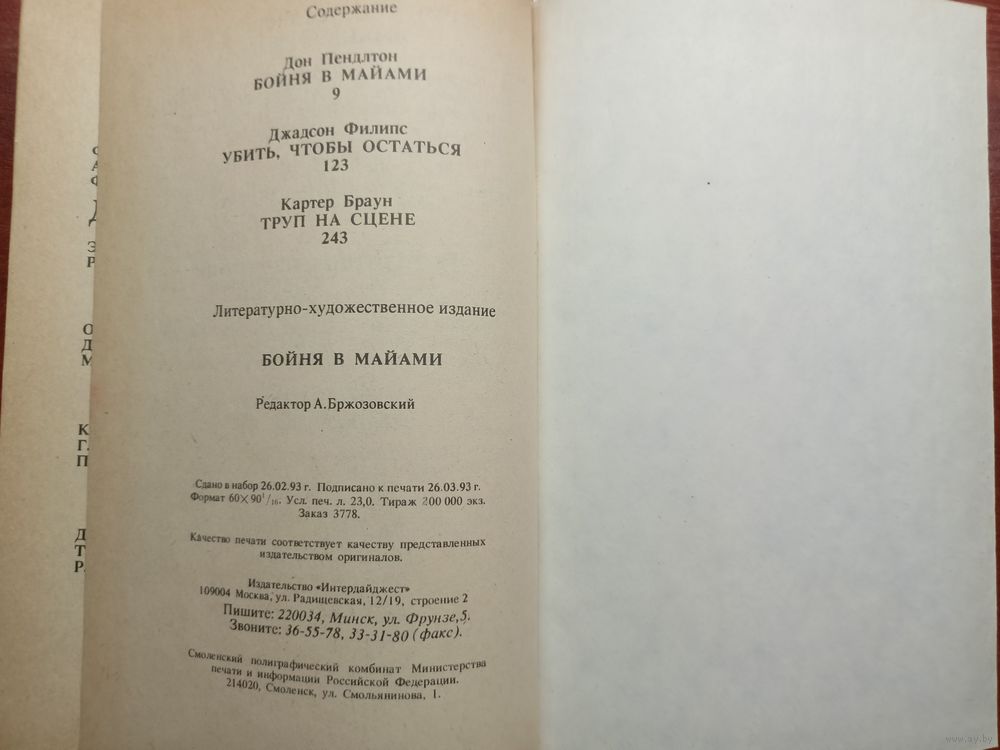 Содержание
Дон Пендлтон
БОЙНЯ В МАЙАМИ
9
Джадсон Филипс
УБИТЬ, ЧТОБЫ ОСТАТЬСЯ
123
Картер Браун
ТРУП НА СЦЕНЕ
243
Литературно-художественное издание
БОЙНЯ В МАЙАМИ
Редактор А.Бржозовский
Сдано в набор 26.02.93 г. Подписано к печати 26.03.93 г.
Формат 60×90¹/₁₆. Усл. печ. л. 23,0. Тираж 200 000 экз.
Заказ 3778.
Качество печати соответствует качеству представленных
издательством оригиналов.
Издательство «Интердайджест»
109004 Москва, ул. Радищевская, 12/19, строение 2
Пишите: 220034, Минск, ул. Фрунзе,5.
Звоните: 36-55-78, 33-31-80 (факс).
Смоленский полиграфический комбинат Министерства
печати и информации Российской Федерации.
214020, Смоленск, ул. Смольянинова, 1.
www.ay.by